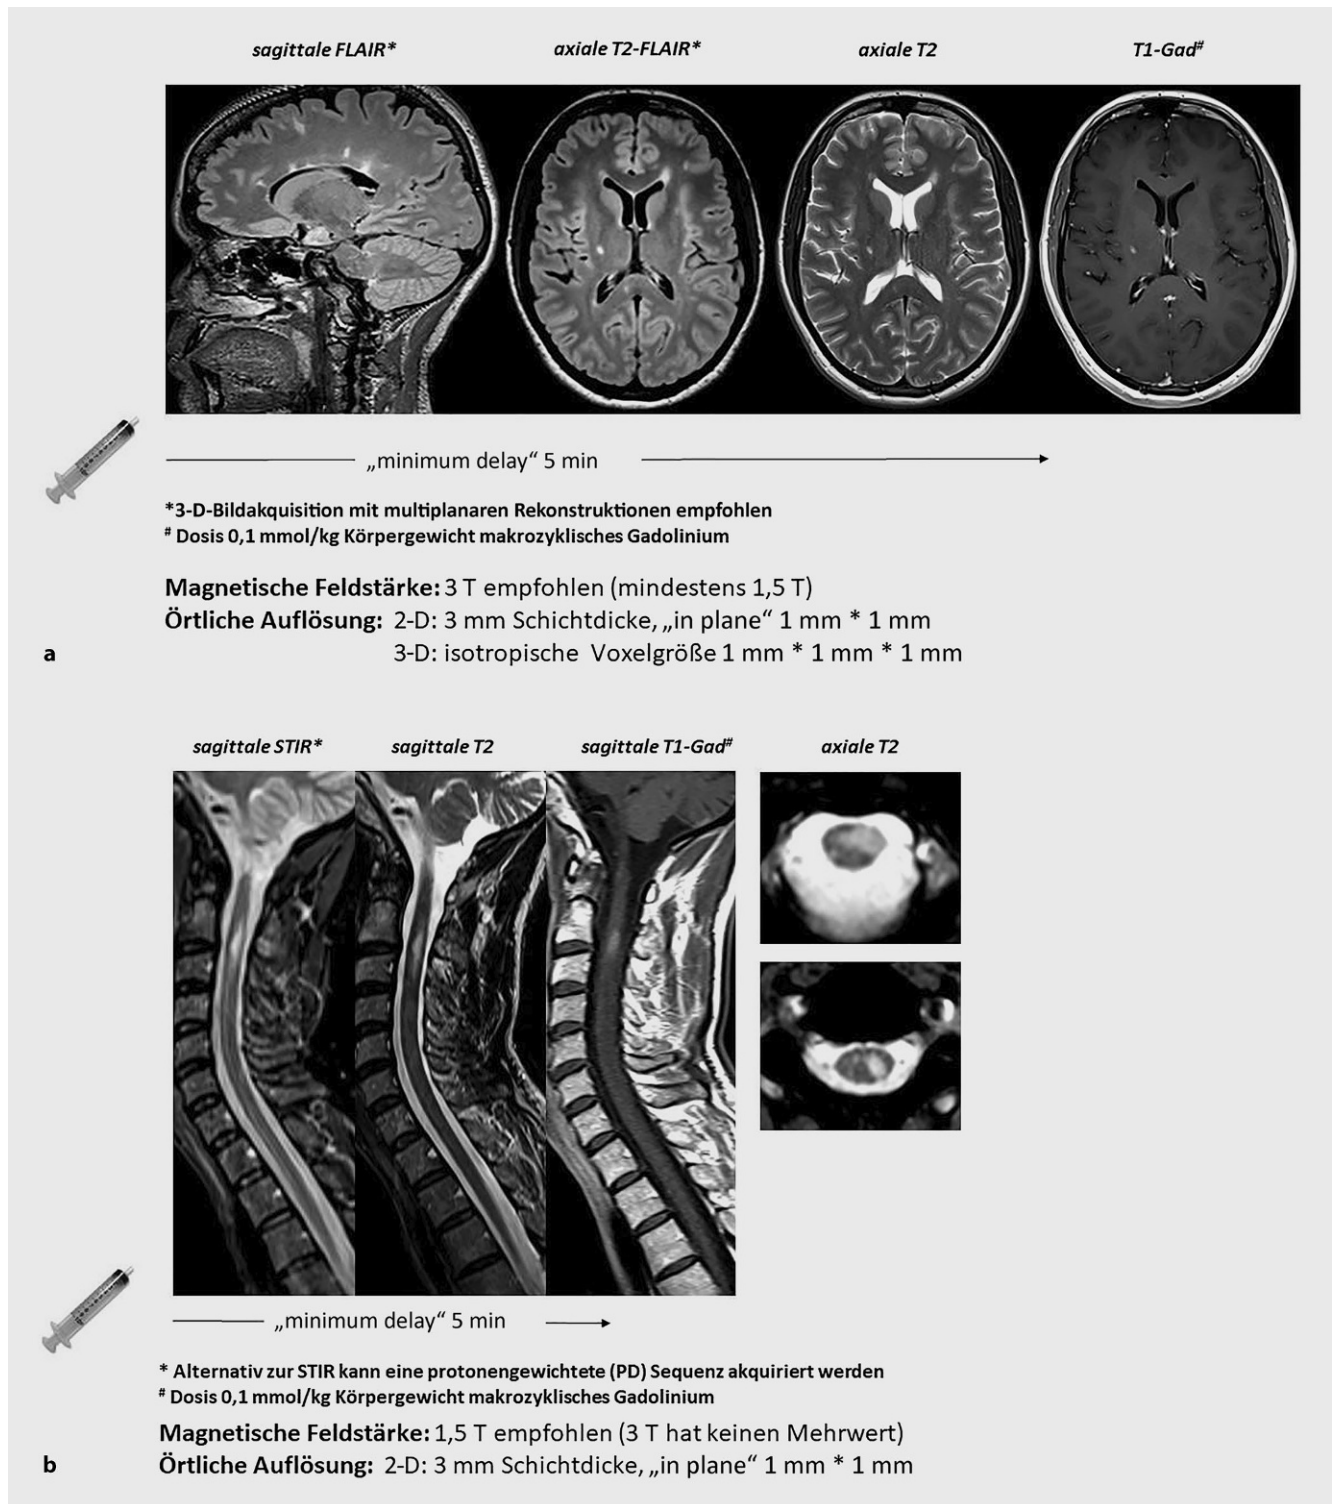 sagittale FLAIR* axiale T2-FLAIR* axiale T2 T1-Gad#
„minimum delay“ 5 min
*3-D-Bildakquisition mit multiplanaren Rekonstruktionen empfohlen
# Dosis 0,1 mmol/kg Körpergewicht makrozyklisches Gadolinium
Magnetische Feldstärke: 3 T empfohlen (mindestens 1,5 T)
Örtliche Auflösung: 2-D: 3 mm Schichtdicke, „in plane“ 1 mm * 1 mm
a 3-D: isotropische Voxelgröße 1 mm * 1 mm * 1 mm
sagittale STIR* sagittale T2 sagittale T1-Gad# axiale T2
„minimum delay“ 5 min
* Alternativ zur STIR kann eine protonengewichtete (PD) Sequenz akquiriert werden
# Dosis 0,1 mmol/kg Körpergewicht makrozyklisches Gadolinium
Magnetische Feldstärke: 1,5 T empfohlen (3 T hat keinen Mehrwert)
b Örtliche Auflösung: 2-D: 3 mm Schichtdicke, „in plane“ 1 mm * 1 mm